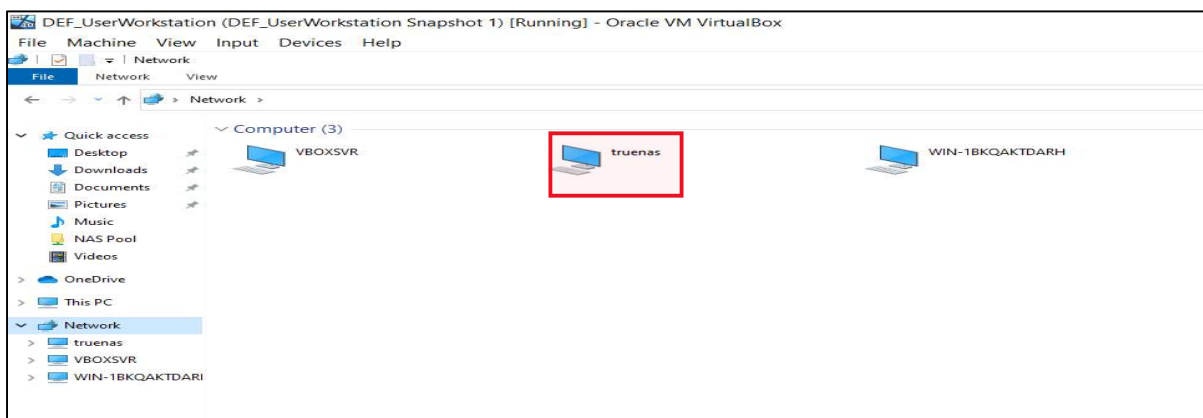 DEF_UserWorkstation (DEF_UserWorkstation Snapshot 1) [Running] - Oracle VM VirtualBox
File Machine View Input Devices Help
Network
File Network View
Network
Quick access
Desktop
Downloads
Documents
Pictures
Music
NAS Pool
Videos
OneDrive
This PC
Network
truenas
VBOXSVR
WIN-1BKQAKTDARI
Computer (3)
VBOXSVR truenas WIN-1BKQAKTDARH